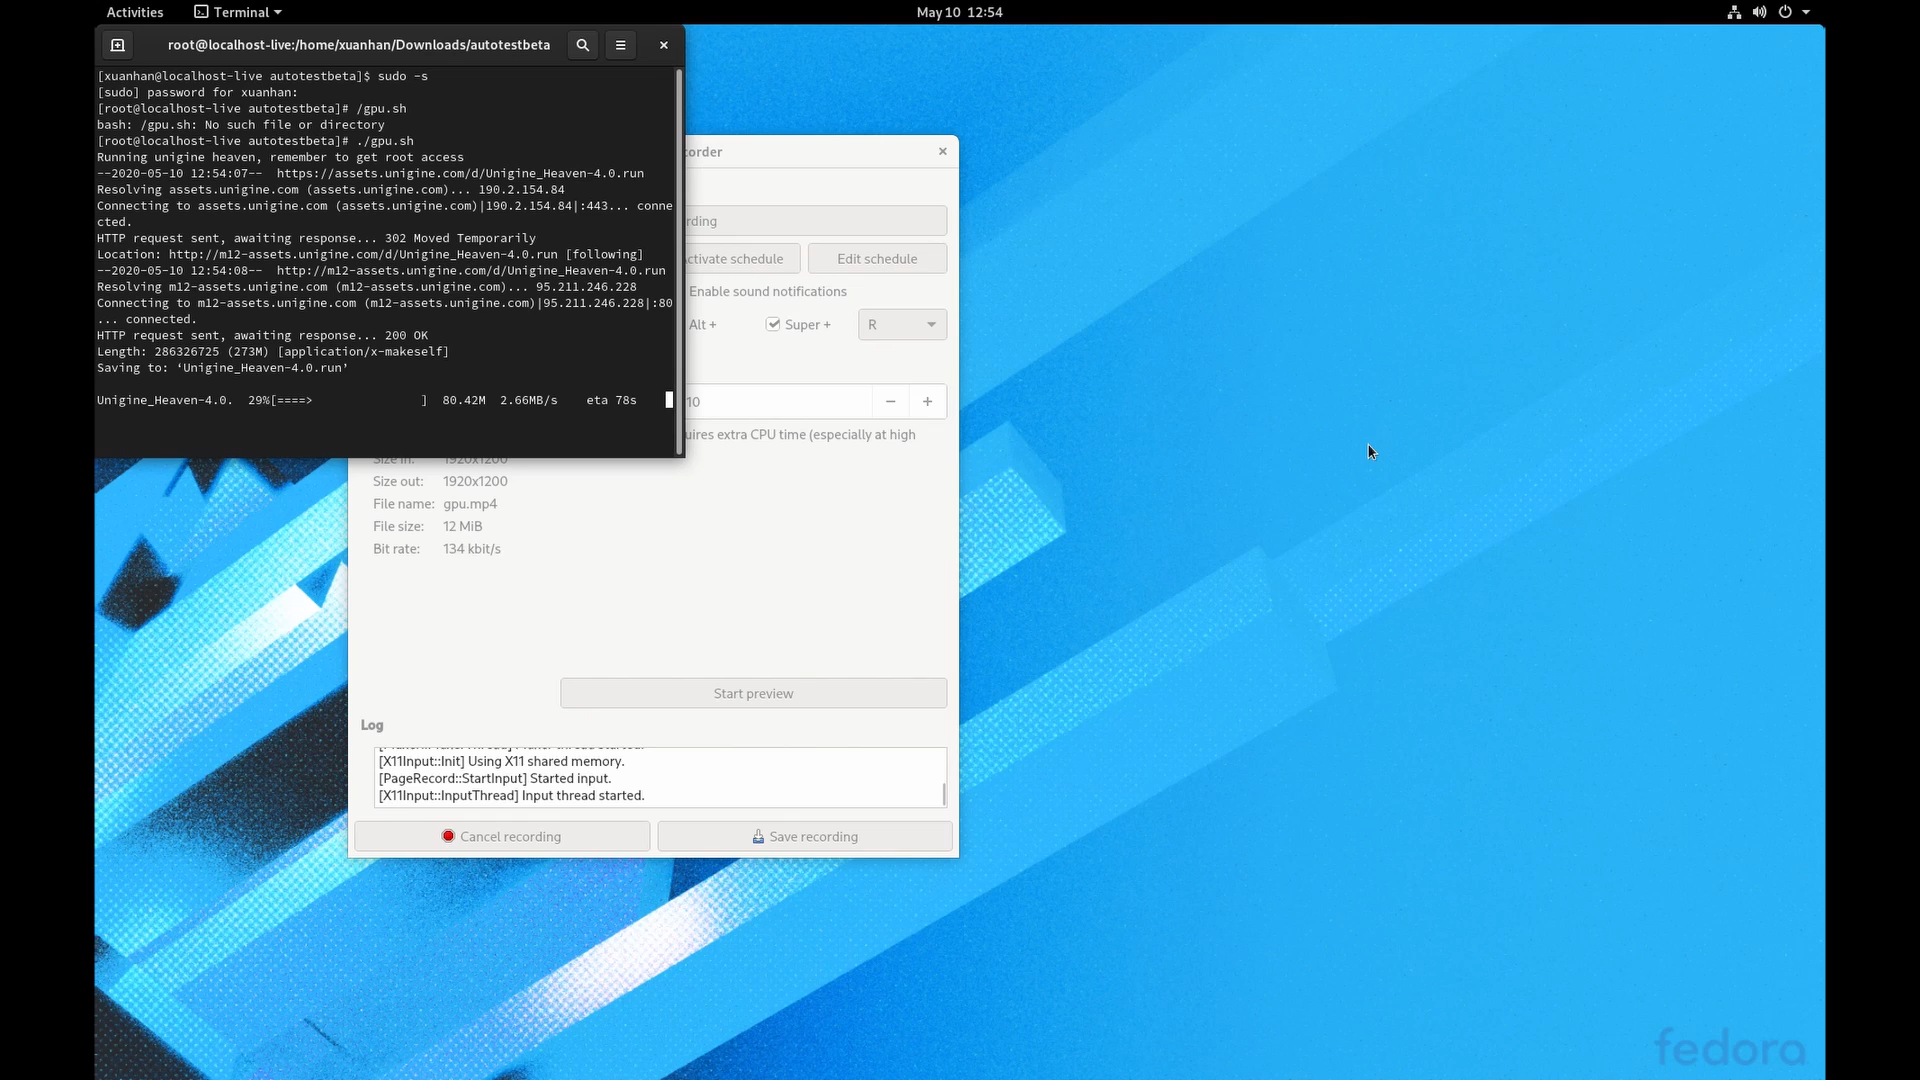 Activities
Terminal
May 10 12:54
root@localhost-live:/home/xuanhan/Downloads/autotestbeta
[xuanhan@localhost-live autotestbeta]$ sudo -s
[sudo] password for xuanhan:
[root@localhost-live autotestbeta]# /gpu.sh
bash: /gpu.sh: No such file or directory
[root@localhost-live autotestbeta]# ./gpu.sh
Running unigine heaven, remember to get root access
--2020-05-10 12:54:07--  https://assets.unigine.com/d/Unigine_Heaven-4.0.run
Resolving assets.unigine.com (assets.unigine.com)... 190.2.154.84
Connecting to assets.unigine.com (assets.unigine.com)|190.2.154.84|:443... conne
cted.
HTTP request sent, awaiting response... 302 Moved Temporarily
Location: http://m12-assets.unigine.com/d/Unigine_Heaven-4.0.run [following]
--2020-05-10 12:54:08--  http://m12-assets.unigine.com/d/Unigine_Heaven-4.0.run
Resolving m12-assets.unigine.com (m12-assets.unigine.com)... 95.211.246.228
Connecting to m12-assets.unigine.com (m12-assets.unigine.com)|95.211.246.228|:80
... connected.
HTTP request sent, awaiting response... 200 OK
Length: 286326725 (273M) [application/x-makeself]
Saving to: ‘Unigine_Heaven-4.0.run’
Unigine_Heaven-4.0.  29%[====>               ]  80.42M  2.66MB/s    eta 78s
corder
rding
ctivate schedule
Edit schedule
Enable sound notifications
Alt +
Super +
R
10
uires extra CPU time (especially at high
Size in: 1920x1200
Size out: 1920x1200
File name: gpu.mp4
File size: 12 MiB
Bit rate: 134 kbit/s
Start preview
Log
[X11Input::Init] Using X11 shared memory.
[PageRecord::StartInput] Started input.
[X11Input::InputThread] Input thread started.
Cancel recording
Save recording
fedora